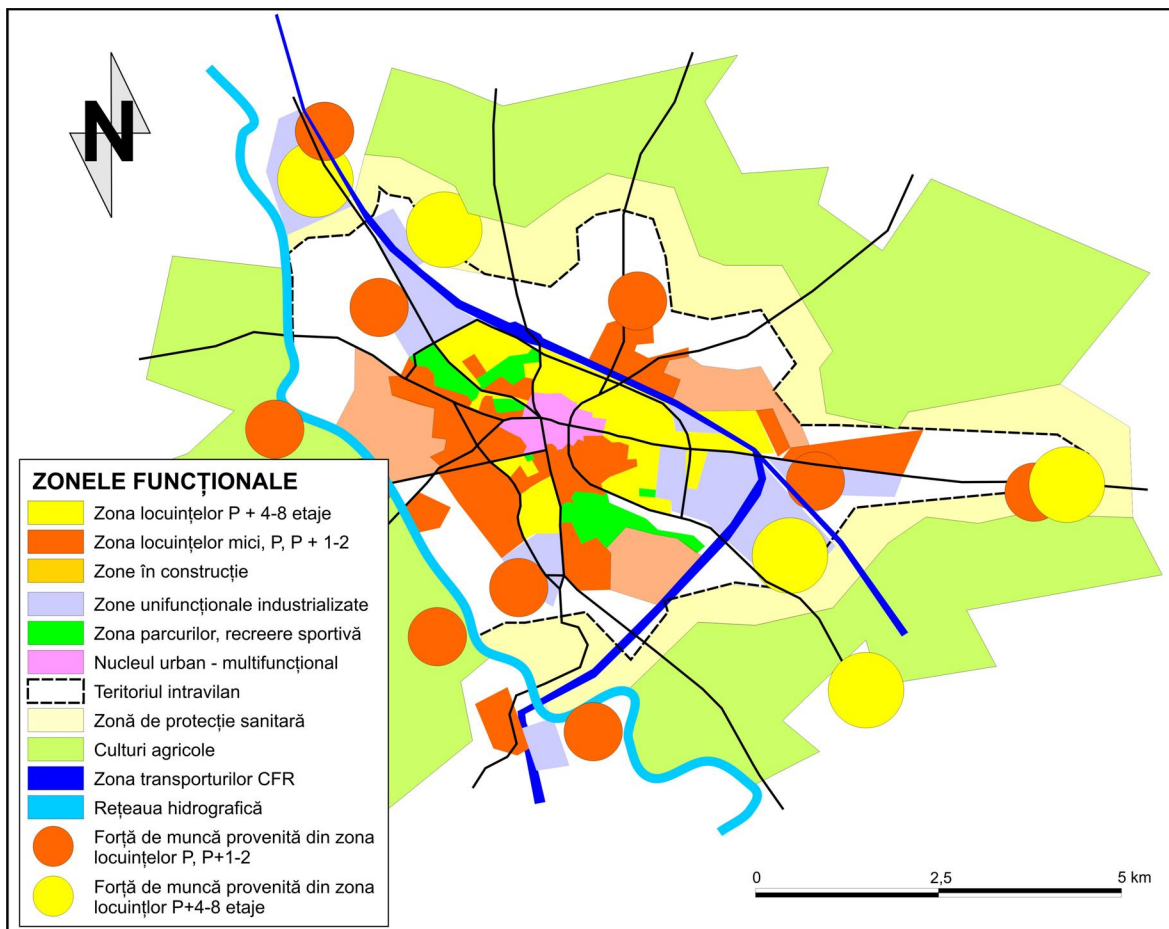 N
ZONELE FUNCȚIONALE
Zona locuințelor P + 4-8 etaje
Zona locuințelor mici, P, P + 1-2
Zone în construcție
Zone unifuncționale industrializate
Zona parcurilor, recreere sportivă
Nucleul urban - multifuncțional
Teritoriul intravilan
Zonă de protecție sanitară
Culturi agricole
Zona transporturilor CFR
Rețeaua hidrografică
Forță de muncă provenită din zona
locuințelor P, P+1-2
Forță de muncă provenită din zona
locuințlor P+4-8 etaje
0 2,5 5 km